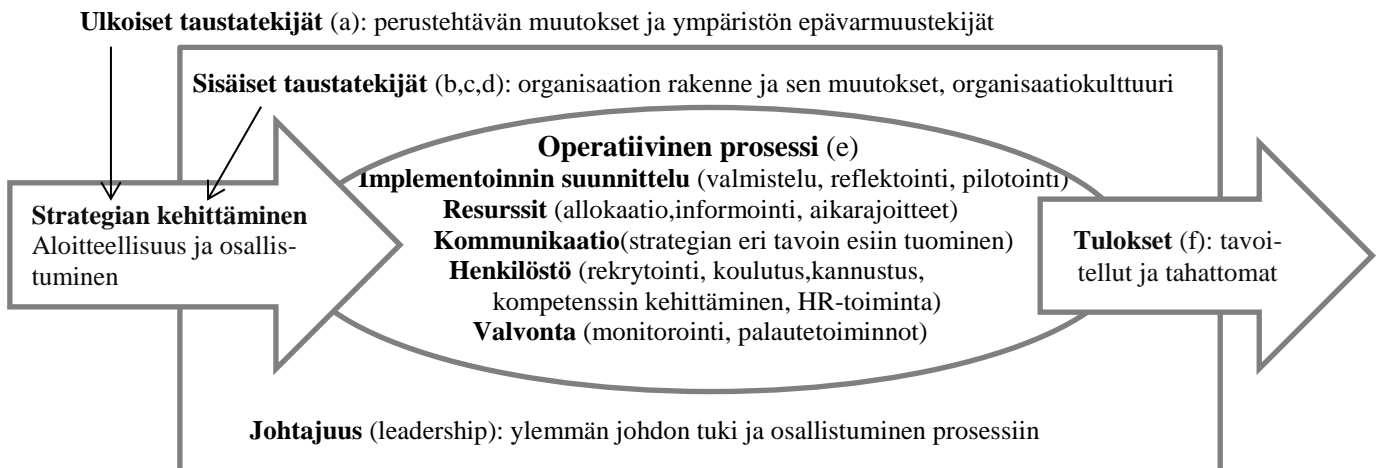 Ulkoiset taustatekijät (a): perustehtävän muutokset ja ympäristön epävarmuustekijät
Sisäiset taustatekijät (b,c,d): organisaation rakenne ja sen muutokset, organisaatiokulttuuri
Strategian kehittäminen
Aloitteellisuus ja osallis-
tuminen
Operatiivinen prosessi (e)
Implementoinnin suunnittelu (valmistelu, reflektointi, pilotointi)
Resurssit (allokaatio,informointi, aikarajoitteet)
Kommunikaatio(strategian eri tavoin esiin tuominen)
Henkilöstö (rekrytointi, koulutus,kannustus,
kompetenssin kehittäminen, HR-toiminta)
Valvonta (monitorointi, palautetoiminnot)
Tulokset (f): tavoi-
tellut ja tahattomat
Johtajuus (leadership): ylemmän johdon tuki ja osallistuminen prosessiin